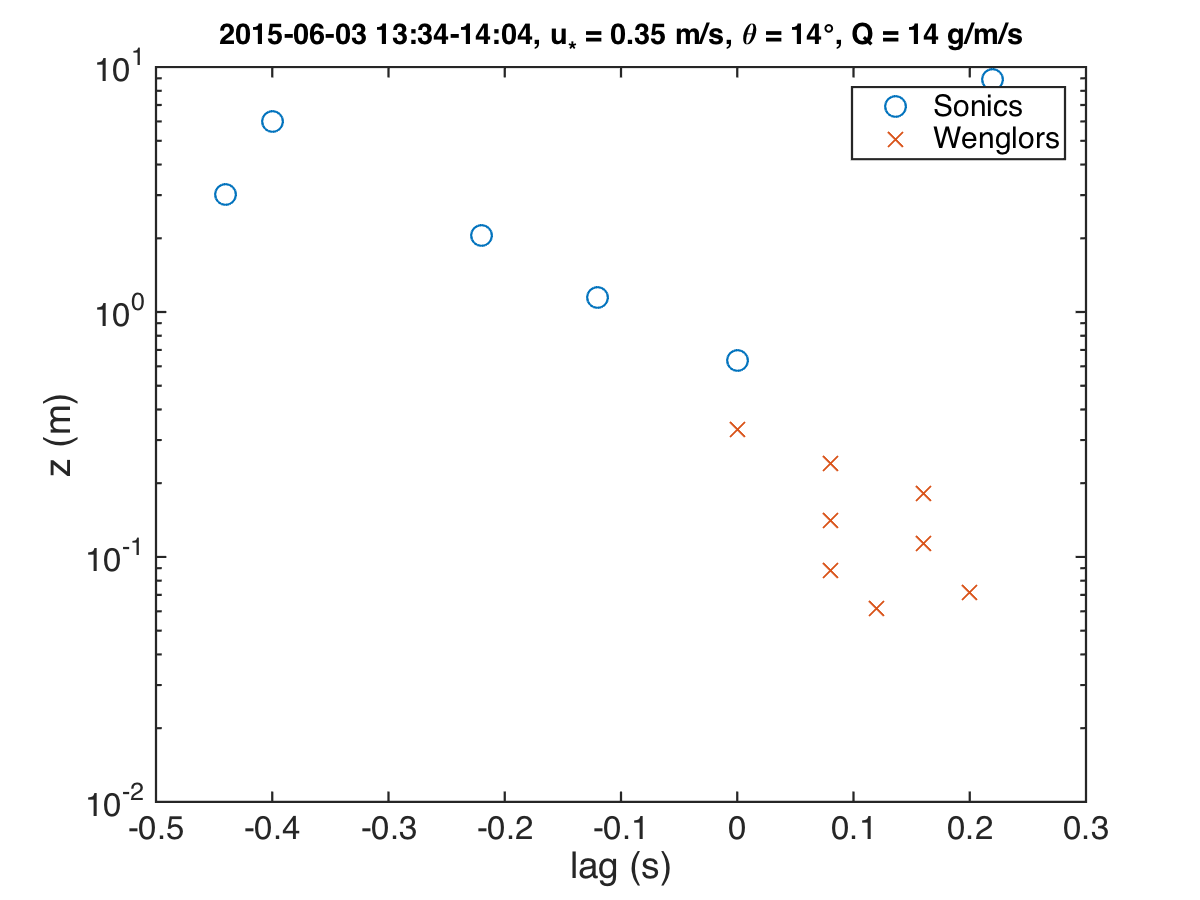 2015-06-03 13:34-14:04, u* = 0.35 m/s, θ = 14°, Q = 14 g/m/s
10^1
Sonics
Wenglors
10^0
z (m)
10^-1
10^-2
-0.5 -0.4 -0.3 -0.2 -0.1 0 0.1 0.2 0.3
lag (s)